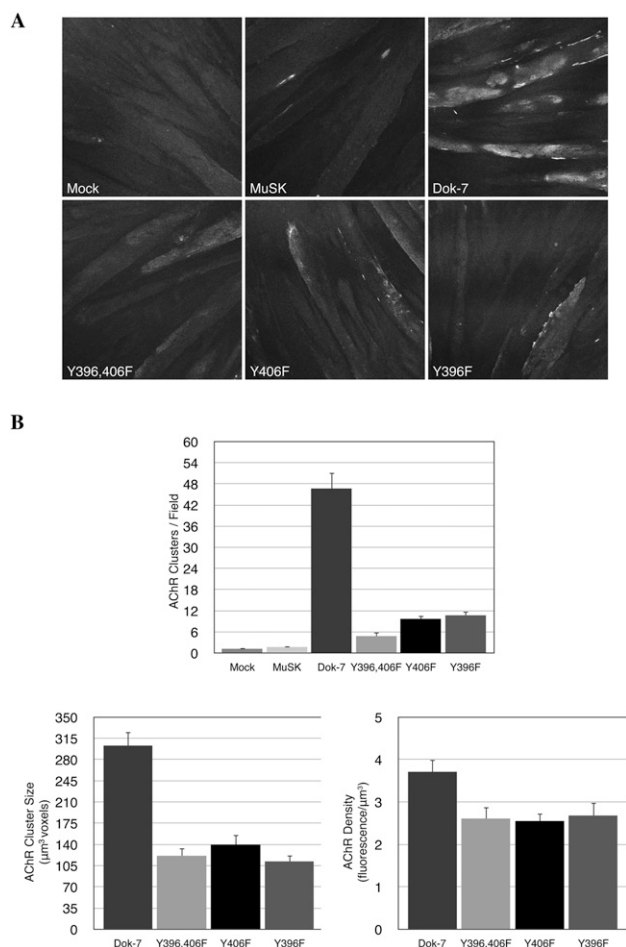 A
Mock
MuSK
Dok-7
Y396,406F
Y406F
Y396F
B
AChR Clusters / Field
60
54
48
42
36
30
24
18
12
6
0
Mock
MuSK
Dok-7
Y396,406F
Y406F
Y396F
AChR Cluster Size
(µm³ voxels)
350
315
280
245
210
175
140
105
70
35
0
Dok-7
Y396,406F
Y406F
Y396F
AChR Density
(fluorescence/µm³)
5
4
3
2
1
0
Dok-7
Y396,406F
Y406F
Y396F